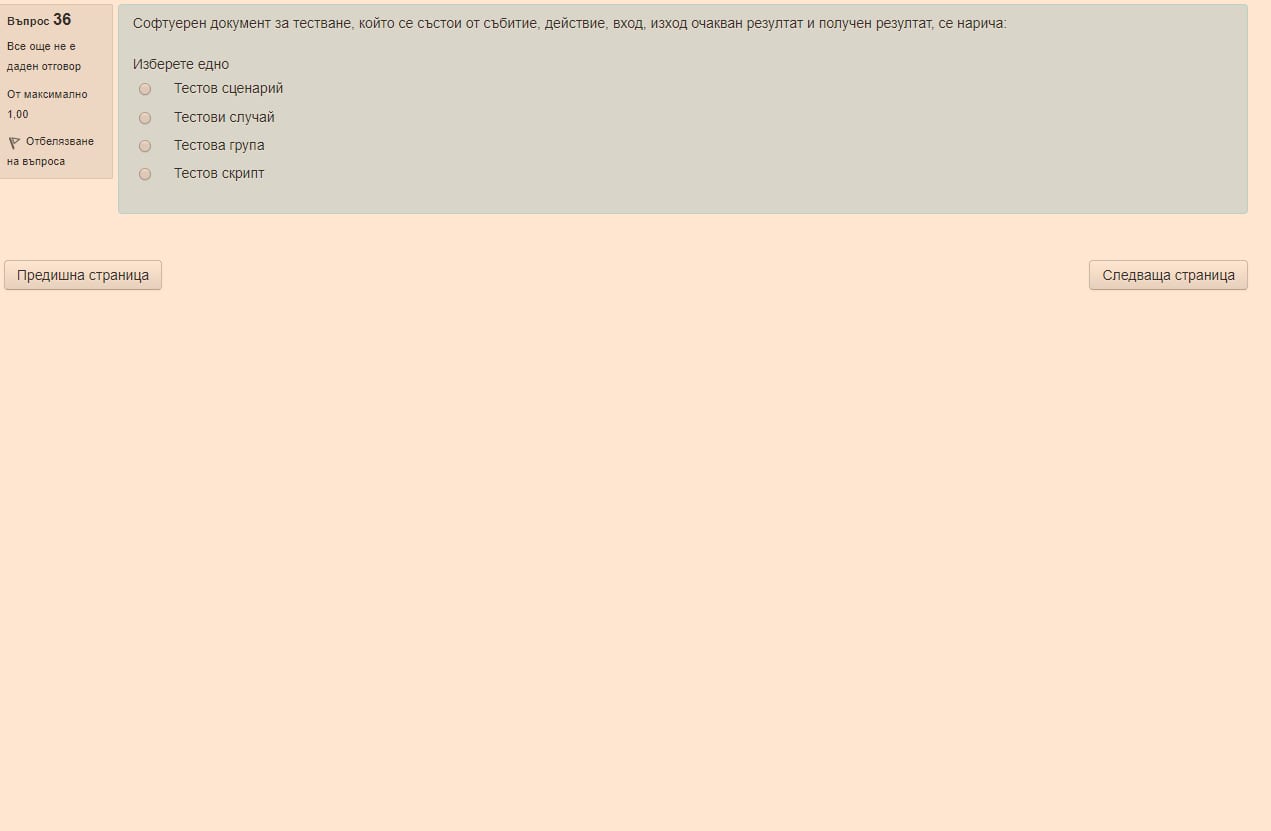 Въпрос 36
Все още не е
даден отговор
От максимално
1,00
Отбелязване
на въпроса
Софтуерен документ за тестване, който се състои от събитие, действие, вход, изход очакван резултат и получен резултат, се нарича:
Изберете едно
Тестов сценарий
Тестови случай
Тестова група
Тестов скрипт
Предишна страница
Следваща страница